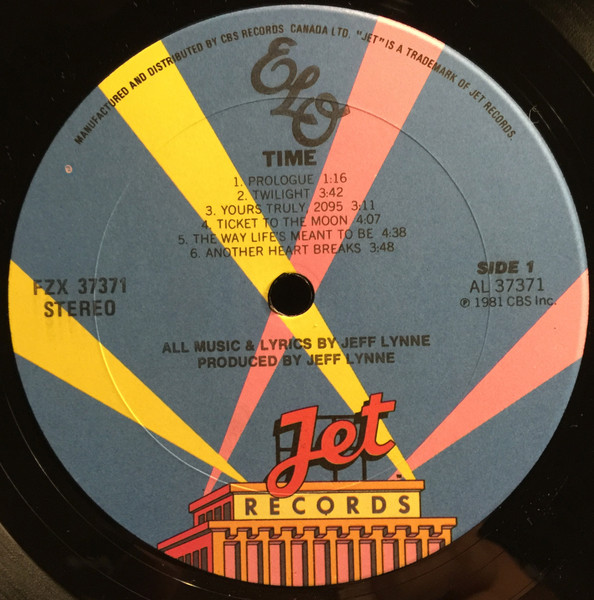 MANUFACTURED AND DISTRIBUTED BY CBS RECORDS CANADA LTD. "JET" IS A TRADEMARK OF JET RECORDS.
ELO
TIME
1. PROLOGUE 1:16
2. TWILIGHT 3:42
3. YOURS TRULY, 2095 3:11
4. TICKET TO THE MOON 4:07
5. THE WAY LIFE'S MEANT TO BE 4:38
6. ANOTHER HEART BREAKS 3:48
FZX 37371
STEREO
SIDE 1
AL 37371
℗ 1981 CBS Inc.
ALL MUSIC & LYRICS BY JEFF LYNNE
PRODUCED BY JEFF LYNNE
Jet
RECORDS